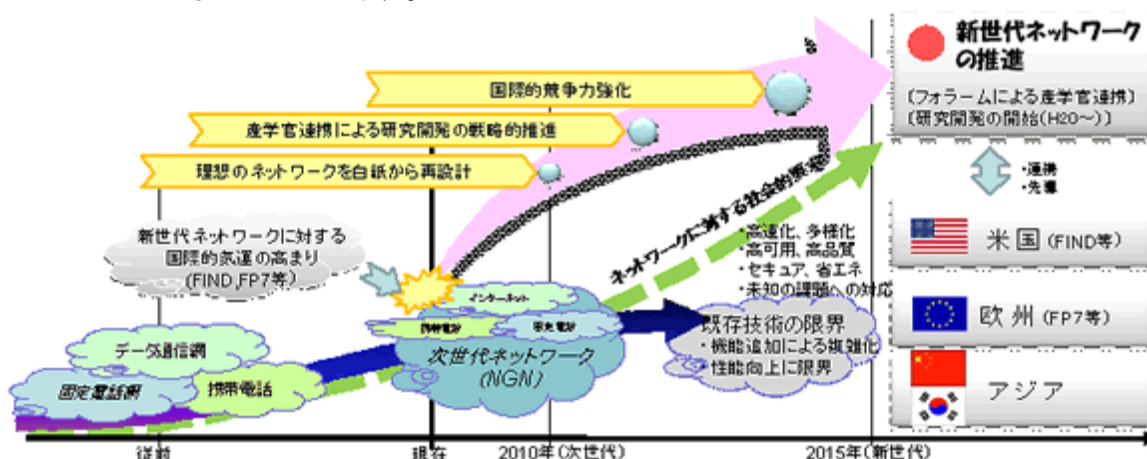 新世代ネットワーク
の推進
(フォーラムによる産学官連携)
(研究開発の開始(H20～))
国際的競争力強化
産学官連携による研究開発の戦略的推進
理想のネットワークを白紙から再設計
・連携
・先導
新世代ネットワークに対する
国際的気運の高まり
(FIND,FP7等)
ネットワークに対する社会的要求
・高速化、多様化
・高可用、高品質
・セキュア、省エネ
・未知の課題への対応
米国 (FIND等)
インターネット
携帯電話
固定電話
次世代ネットワーク
(NGN)
既存技術の限界
・機能追加による複雑化
・性能向上に限界
欧州 (FP7等)
データ通信網
固定電話網
携帯電話
アジア
従前
現在
2010年(次世代)
2015年(新世代)